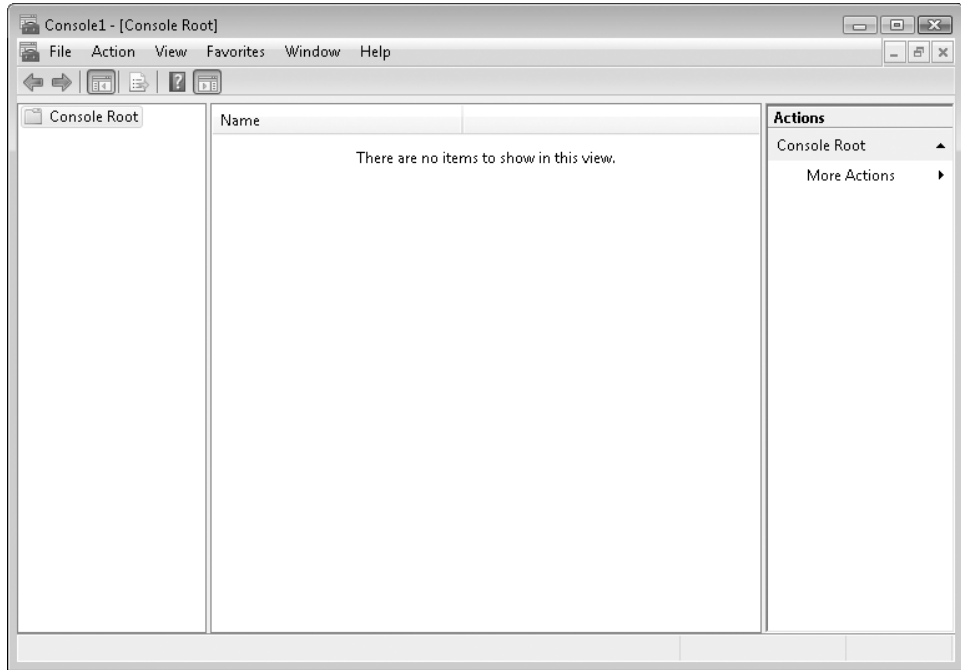 Console1 - [Console Root]
File Action View Favorites Window Help
?
Console Root
Name
There are no items to show in this view.
Actions
Console Root
More Actions